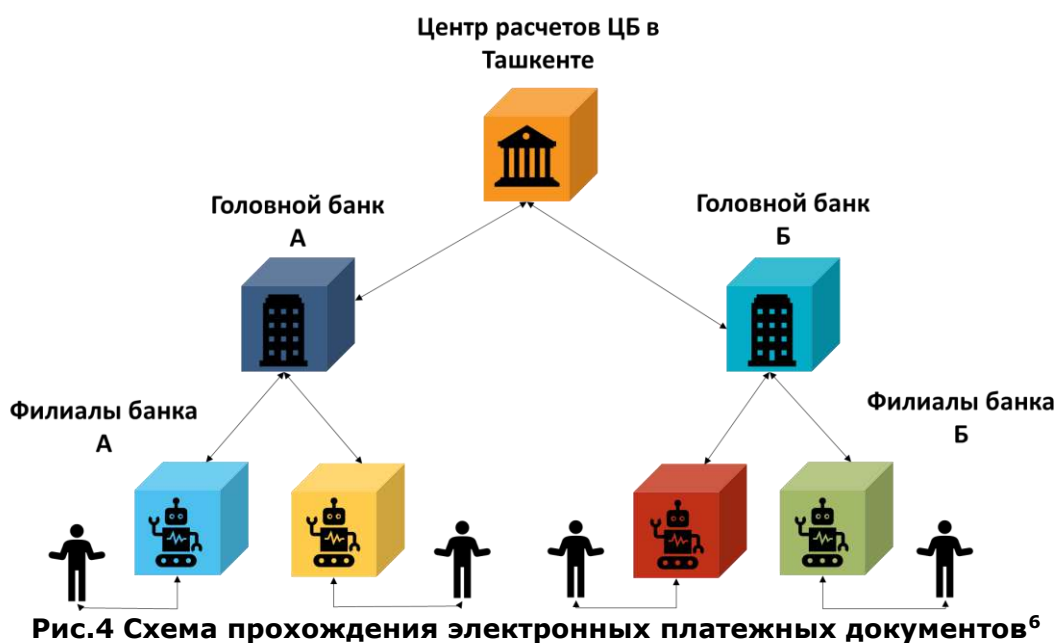 Центр расчетов ЦБ в
Ташкенте
Головной банк
А
Головной банк
Б
Филиалы банка
А
Филиалы банка
Б
Рис.4 Схема прохождения электронных платежных документов⁶